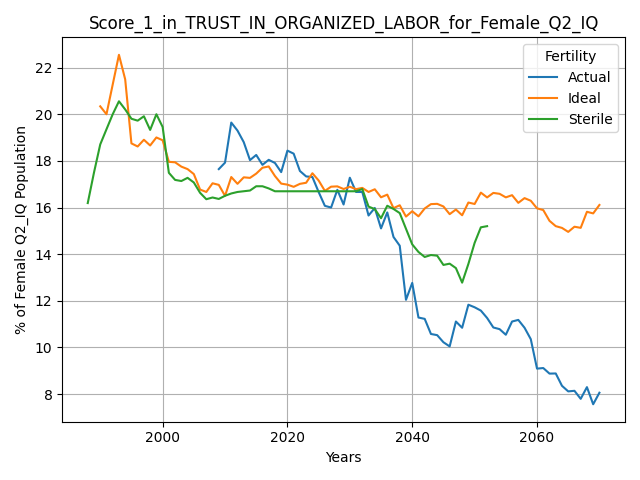 Score_1_in_TRUST_IN_ORGANIZED_LABOR_for_Female_Q2_IQ
Fertility
Actual
Ideal
Sterile
% of Female Q2_IQ Population
22
20
18
16
14
12
10
8
2000 2020 2040 2060
Years